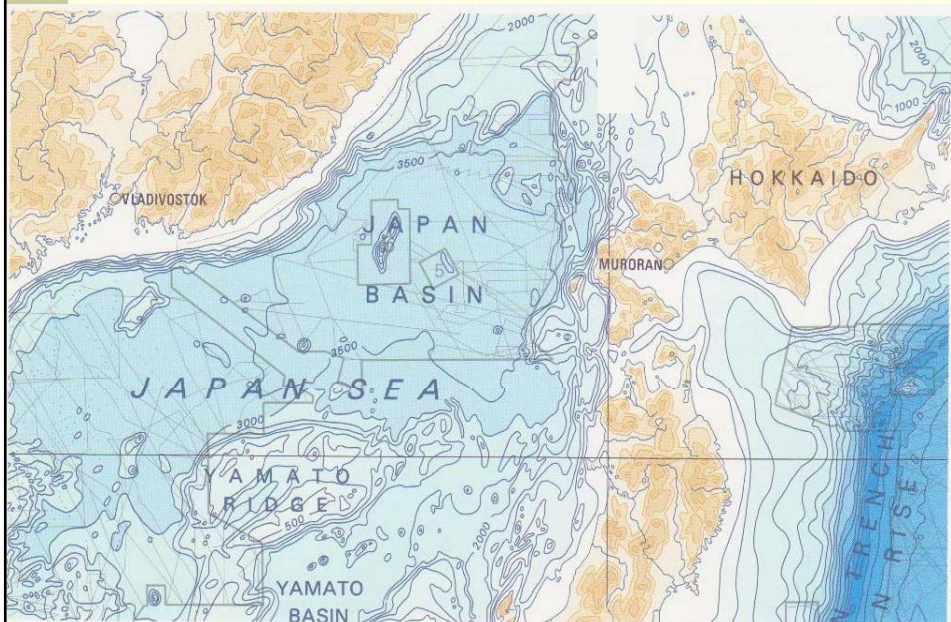 2000
2000
1000
HOKKAIDO
3500
VLADIVOSTOK
JAPAN
MURORAN
5
BASIN
3500
JAPAN SEA
3000
YAMATO
RIDGE
500
2000
YAMATO
BASIN
N TRENCH
N RISE